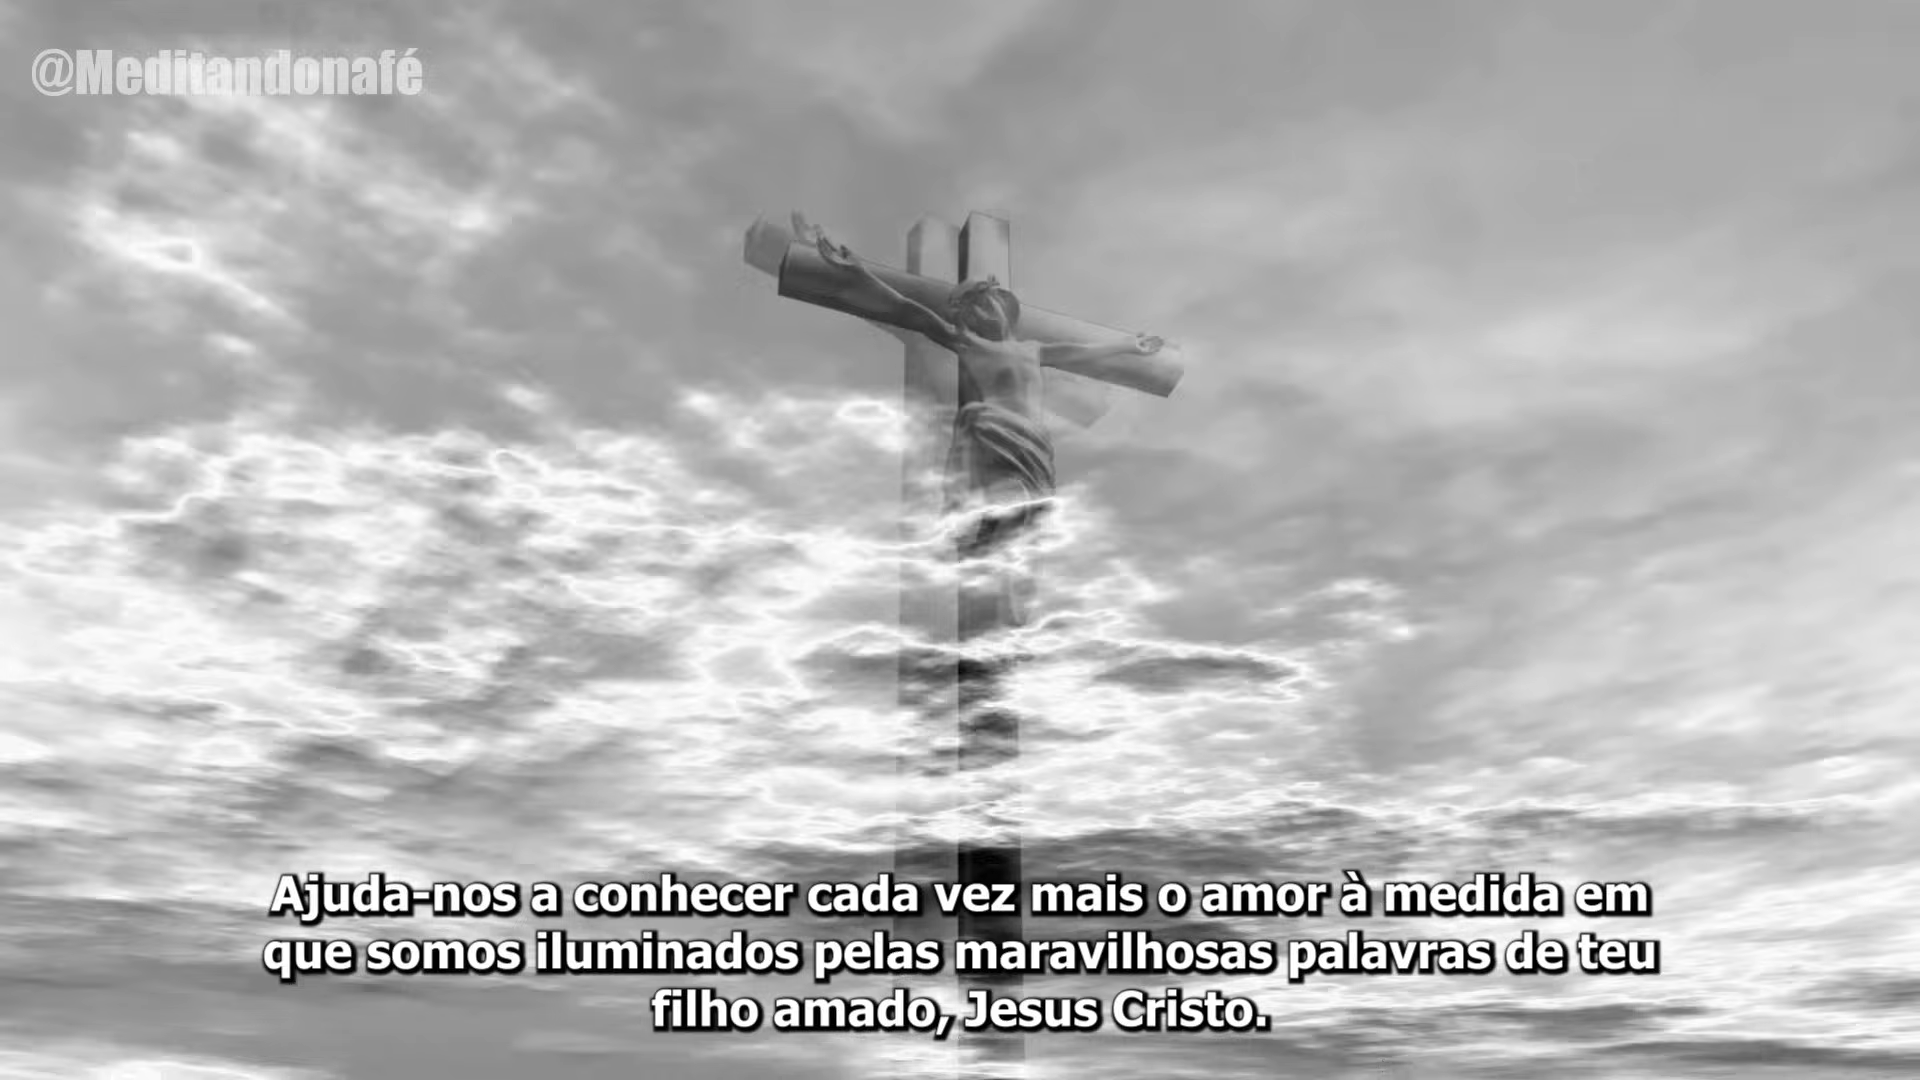 @Meditandonafé
Ajuda-nos a conhecer cada vez mais o amor à medida em
que somos iluminados pelas maravilhosas palavras de teu
filho amado, Jesus Cristo.